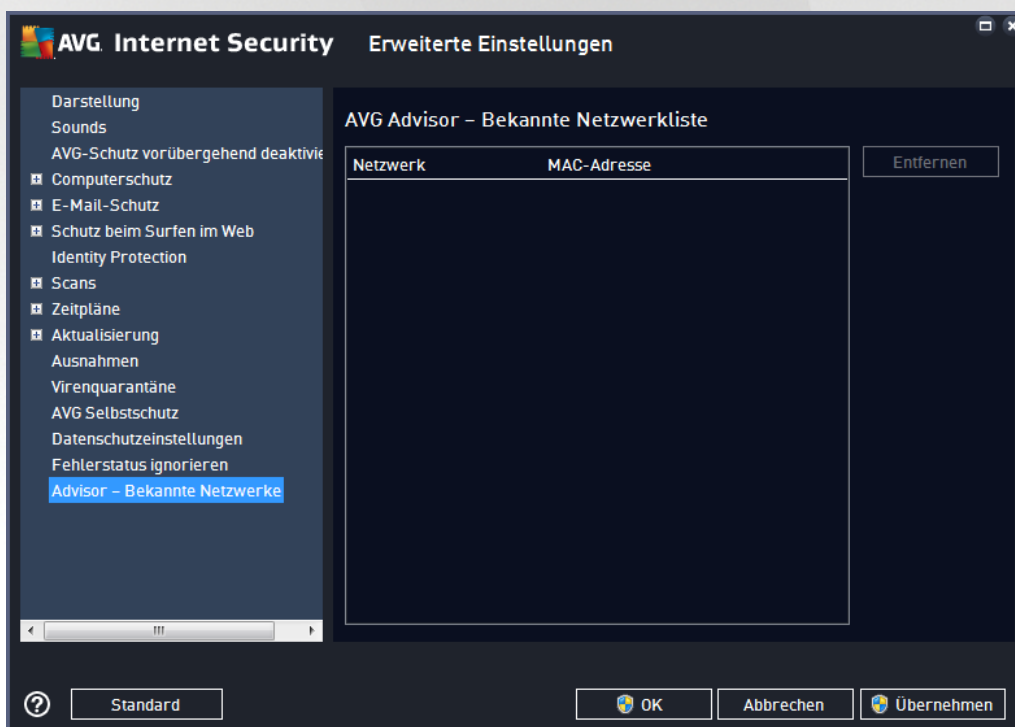 AVG Internet Security Erweiterte Einstellungen
Darstellung
Sounds
AVG-Schutz vorübergehend deaktivie
Computerschutz
E-Mail-Schutz
Schutz beim Surfen im Web
Identity Protection
Scans
Zeitpläne
Aktualisierung
Ausnahmen
Virenquarantäne
AVG Selbstschutz
Datenschutzeinstellungen
Fehlerstatus ignorieren
Advisor – Bekannte Netzwerke
AVG Advisor – Bekannte Netzwerkliste
Netzwerk MAC-Adresse
Entfernen
? Standard OK Abbrechen Übernehmen